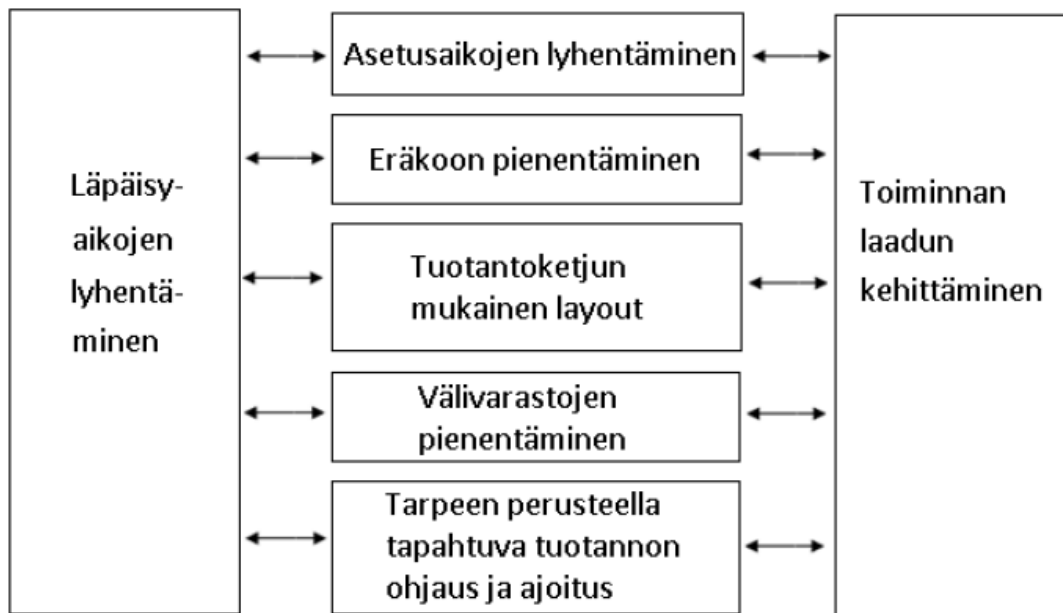 Läpäisy-
aikojen
lyhentä-
minen
Asetusaikojen lyhentäminen
Eräkoon pienentäminen
Tuotantoketjun
mukainen layout
Välivarastojen
pienentäminen
Tarpeen perusteella
tapahtuva tuotannon
ohjaus ja ajoitus
Toiminnan
laadun
kehittäminen